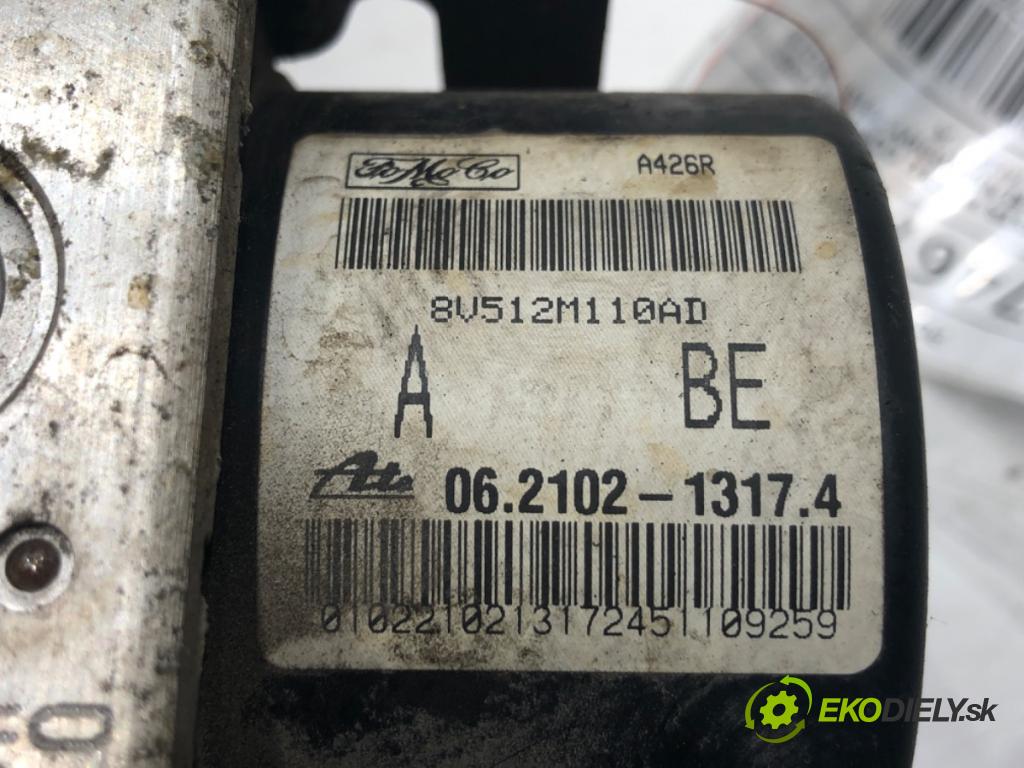 FoMoCo A426R
8V512M110AD
A BE
Ate 06.2102-1317.4
0102210213172451109259
EKODIELY.sk